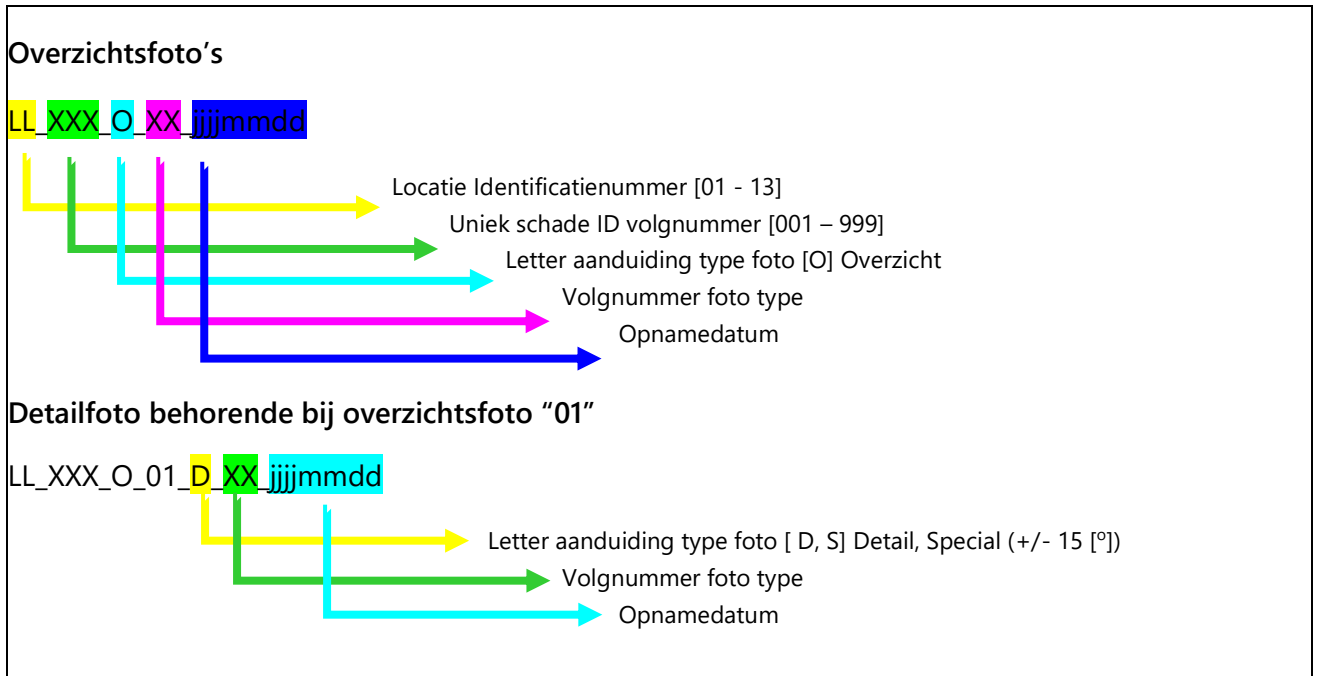 Overzichtsfoto’s
LL_XXX_O_XX_jjjjmmdd
Locatie Identificatienummer [01 - 13]
Uniek schade ID volgnummer [001 – 999]
Letter aanduiding type foto [O] Overzicht
Volgnummer foto type
Opnamedatum
Detailfoto behorende bij overzichtsfoto “01”
LL_XXX_O_01_D_XX_jjjjmmdd
Letter aanduiding type foto [ D, S] Detail, Special (+/- 15 [º])
Volgnummer foto type
Opnamedatum